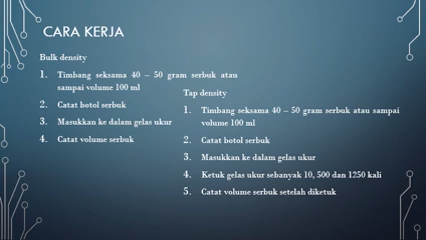 CARA KERJA
Bulk density
1. Timbang seksama 40 – 50 gram serbuk atau
sampai volume 100 ml
2. Catat botol serbuk
3. Masukkan ke dalam gelas ukur
4. Catat volume serbuk
Tap density
1. Timbang seksama 40 – 50 gram serbuk atau sampai
volume 100 ml
2. Catat botol serbuk
3. Masukkan ke dalam gelas ukur
4. Ketuk gelas ukur sebanyak 10, 500 dan 1250 kali
5. Catat volume serbuk setelah diketuk